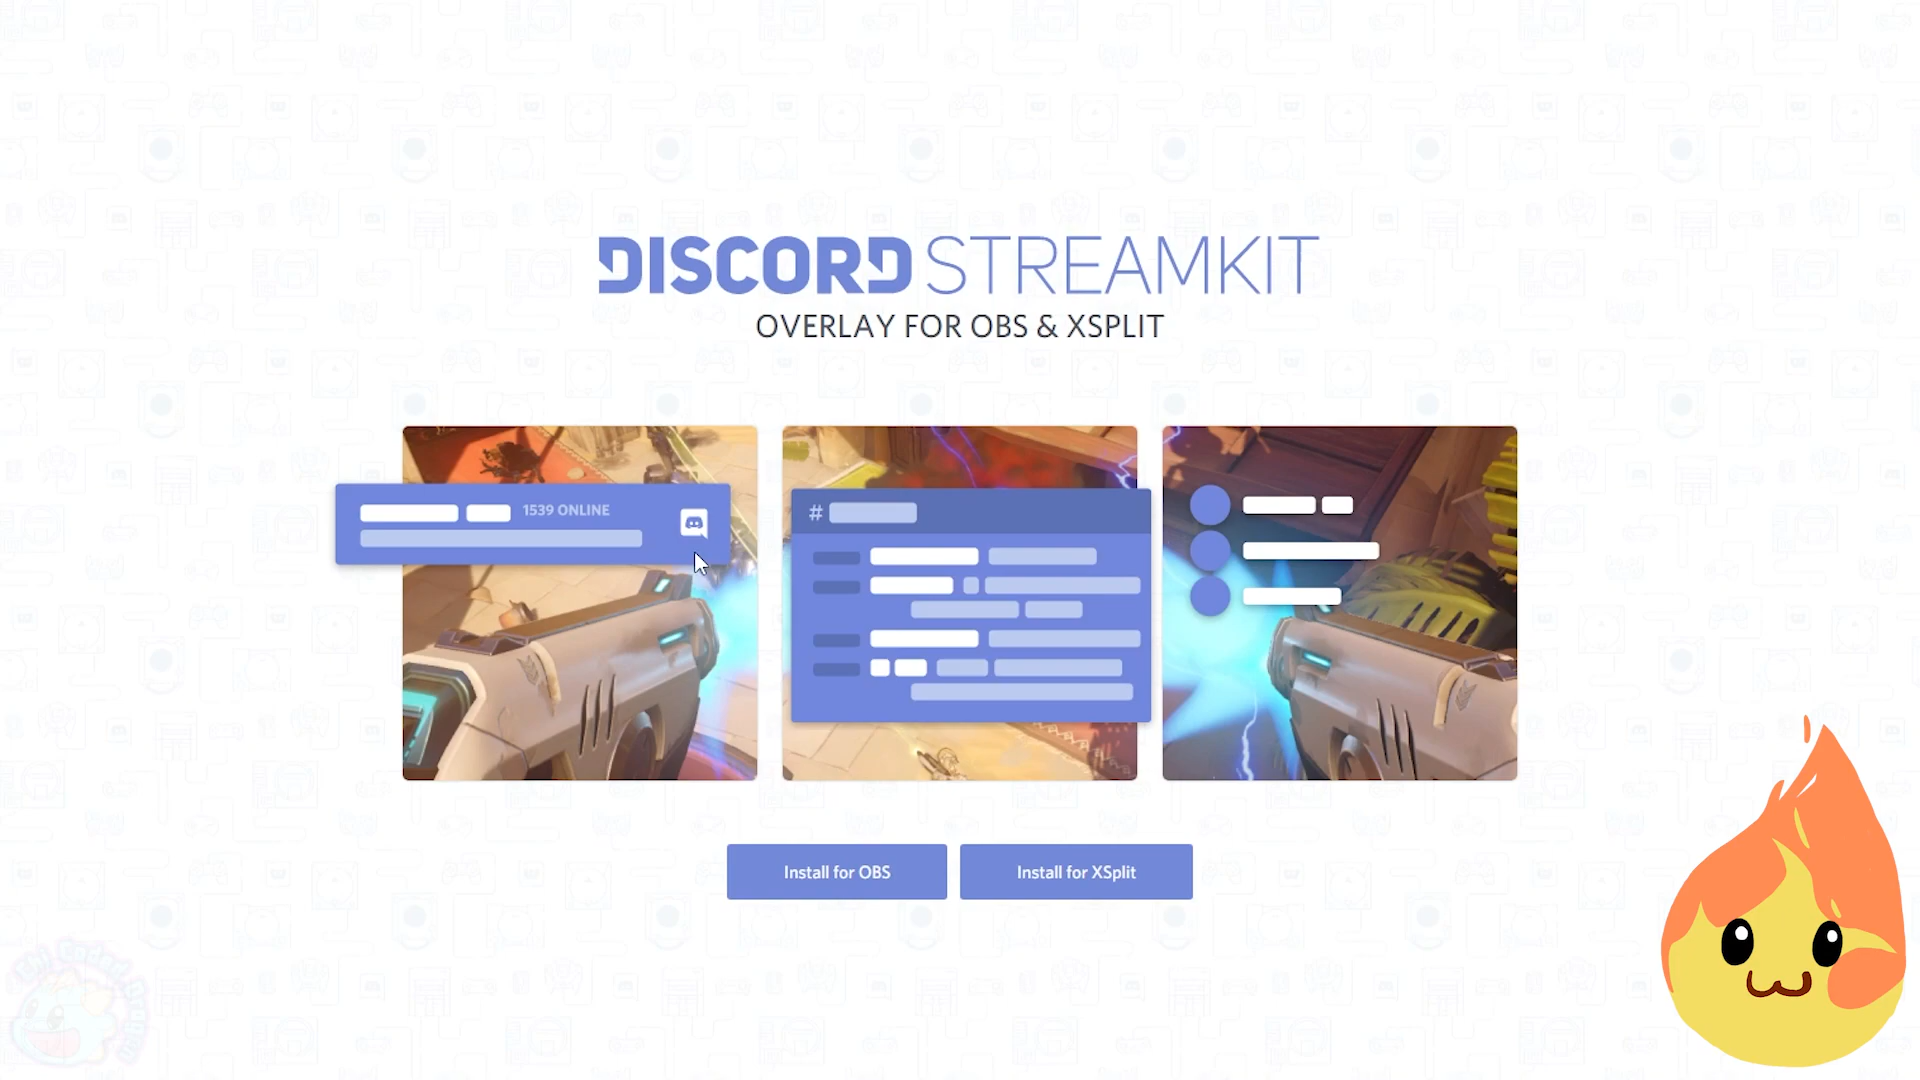 DISCORD STREAMKIT
OVERLAY FOR OBS & XSPLIT
1539 ONLINE
#
Install for OBS
Install for XSplit